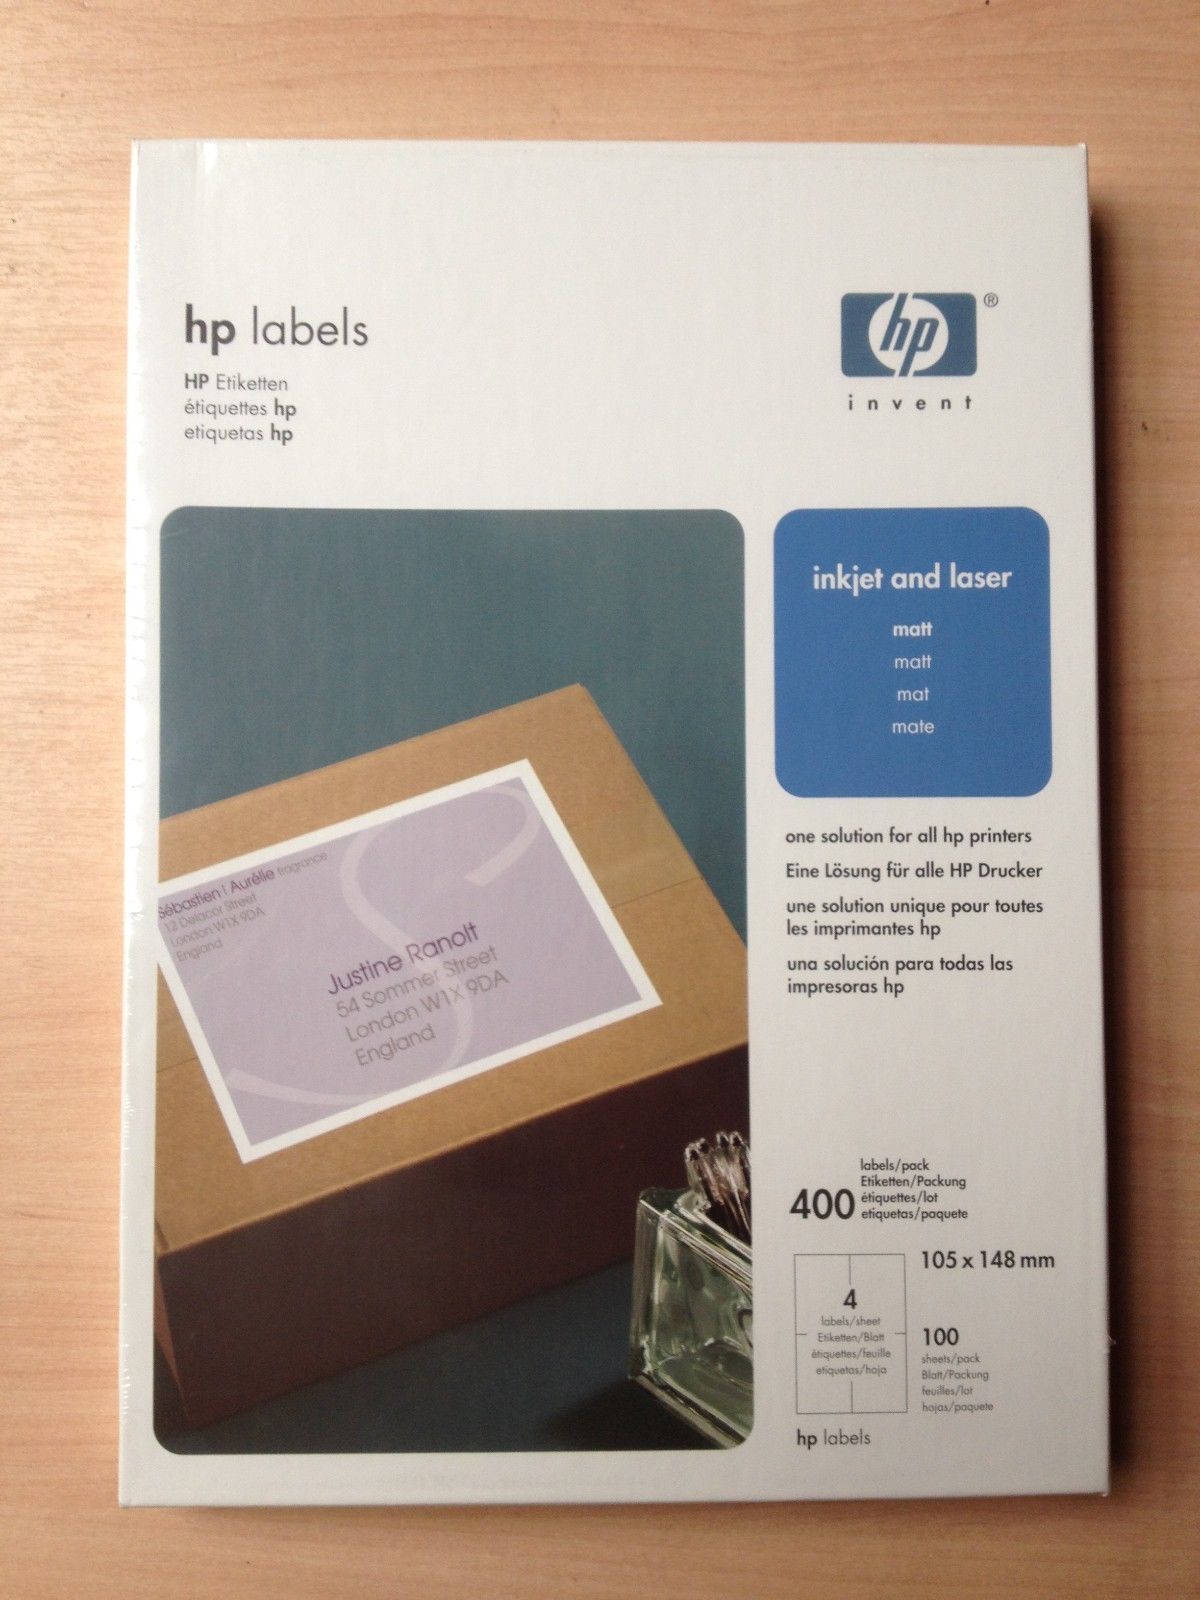 hp labels
HP Etiketten
étiquettes hp
etiquetas hp
hp ®
invent
inkjet and laser
matt
matt
mat
mate
one solution for all hp printers
Eine Lösung für alle HP Drucker
une solution unique pour toutes
les imprimantes hp
una solución para todas las
impresoras hp
Sébastien | Aurélie fragrance
12 Delacor Street
London W1X 9DA
England
Justine Ranolt
54 Sommer Street
London W1X 9DA
England
400
labels/pack
Etiketten/Packung
étiquettes/lot
etiquetas/paquete
105 x 148 mm
4
labels/sheet
Etiketten/Blatt
étiquettes/feuille
etiquetas/hoja
100
sheets/pack
Blatt/Packung
feuilles/lot
hojas/paquete
hp labels